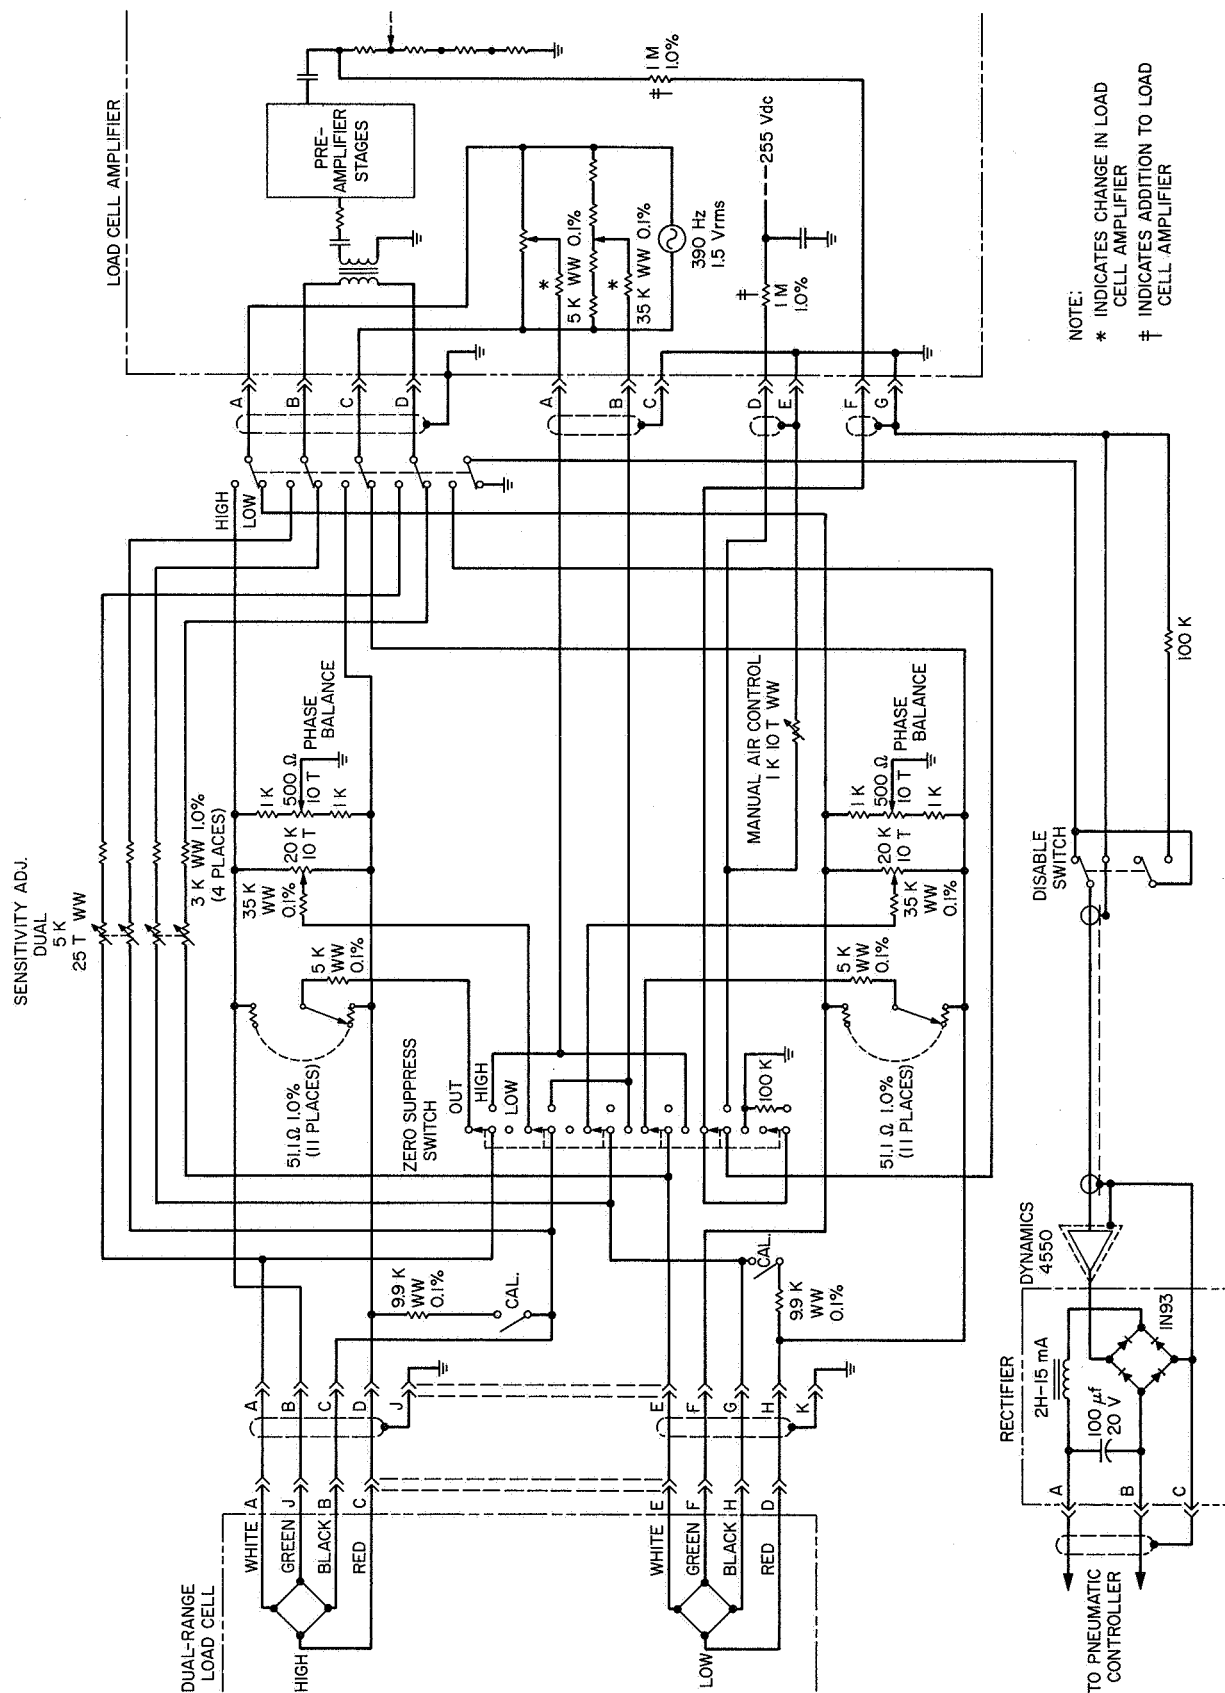 LOAD CELL AMPLIFIER
PRE-
AMPLIFIER
STAGES
1 M
1.0%
5 K WW 0.1%
*
35 K WW 0.1%
*
390 Hz
1.5 Vrms
255 Vdc
‡
1 M
1.0%
‡
NOTE:
* INDICATES CHANGE IN LOAD
CELL AMPLIFIER
‡ INDICATES ADDITION TO LOAD
CELL AMPLIFIER
A
B
C
D
A
B
C
D
E
F
G
HIGH
LOW
SENSITIVITY ADJ.
DUAL
5 K
25 T WW
3 K WW 1.0%
(4 PLACES)
1 K
500 Ω
10 T
1 K
PHASE
BALANCE
20 K
10 T
35 K
WW
0.1%
5 K
WW
0.1%
51.1 Ω 1.0%
(11 PLACES)
MANUAL AIR CONTROL
1 K 10 T WW
1 K
500 Ω
10 T
1 K
PHASE
BALANCE
20 K
10 T
35 K
WW
0.1%
5 K
WW
0.1%
51.1 Ω 1.0%
(11 PLACES)
100 K
DISABLE
SWITCH
ZERO SUPPRESS
SWITCH
OUT
HIGH
LOW
100 K
9.9 K
WW
0.1%
CAL.
CAL.
9.9 K
WW
0.1%
DYNAMICS
4550
RECTIFIER
2H-15 mA
1N93
100 μf
20 V
A
B
C
TO PNEUMATIC
CONTROLLER
A
B
C
D
J
E
F
G
H
K
DUAL-RANGE
LOAD CELL
WHITE A
GREEN J
BLACK B
RED C
HIGH
WHITE E
GREEN F
BLACK H
RED D
LOW